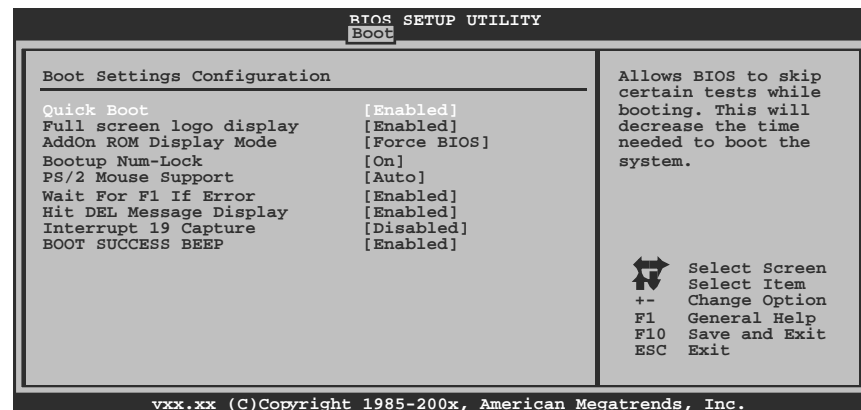 BIOS SETUP UTILITY
Boot
Boot Settings Configuration
Quick Boot [Enabled]
Full screen logo display [Enabled]
AddOn ROM Display Mode [Force BIOS]
Bootup Num-Lock [On]
PS/2 Mouse Support [Auto]
Wait For F1 If Error [Enabled]
Hit DEL Message Display [Enabled]
Interrupt 19 Capture [Disabled]
BOOT SUCCESS BEEP [Enabled]
Allows BIOS to skip
certain tests while
booting. This will
decrease the time
needed to boot the
system.
Select Screen
Select Item
+- Change Option
F1 General Help
F10 Save and Exit
ESC Exit
vxx.xx (C)Copyright 1985-200x, American Megatrends, Inc.